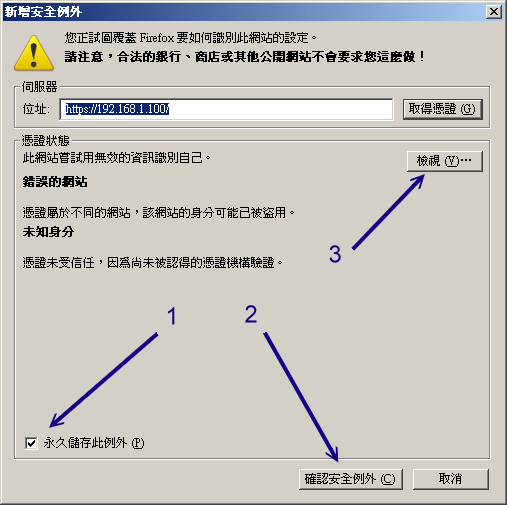 新增安全例外
您正試圖覆蓋 Firefox 要如何識別此網站的設定。
請注意，合法的銀行、商店或其他公開網站不會要求您這麼做！
伺服器
位址: https://192.168.1.100/ 取得憑證 (G)
憑證狀態
此網站嘗試用無效的資訊識別自己。
檢視 (V)…
錯誤的網站
憑證屬於不同的網站，該網站的身分可能已被盜用。
未知身分
3
憑證未受信任，因為尚未被認得的憑證機構驗證。
1 2
永久儲存此例外 (P)
確認安全例外 (C) 取消